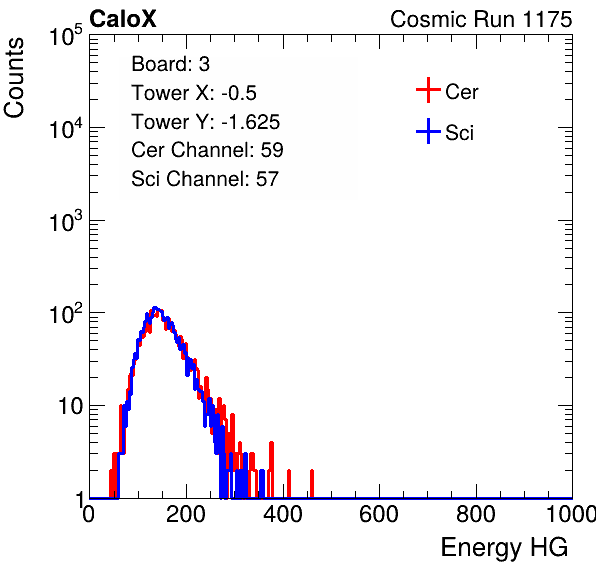 CaloX
Cosmic Run 1175
Counts
10^5
10^4
10^3
10^2
10
1
Board: 3
Tower X: -0.5
Tower Y: -1.625
Cer Channel: 59
Sci Channel: 57
Cer
Sci
0 200 400 600 800 1000
Energy HG